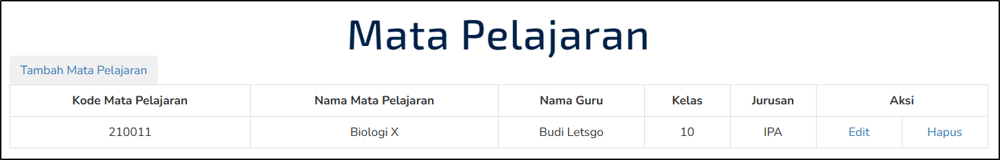 Mata Pelajaran
Tambah Mata Pelajaran
Kode Mata Pelajaran Nama Mata Pelajaran Nama Guru Kelas Jurusan Aksi
210011 Biologi X Budi Letsgo 10 IPA Edit Hapus